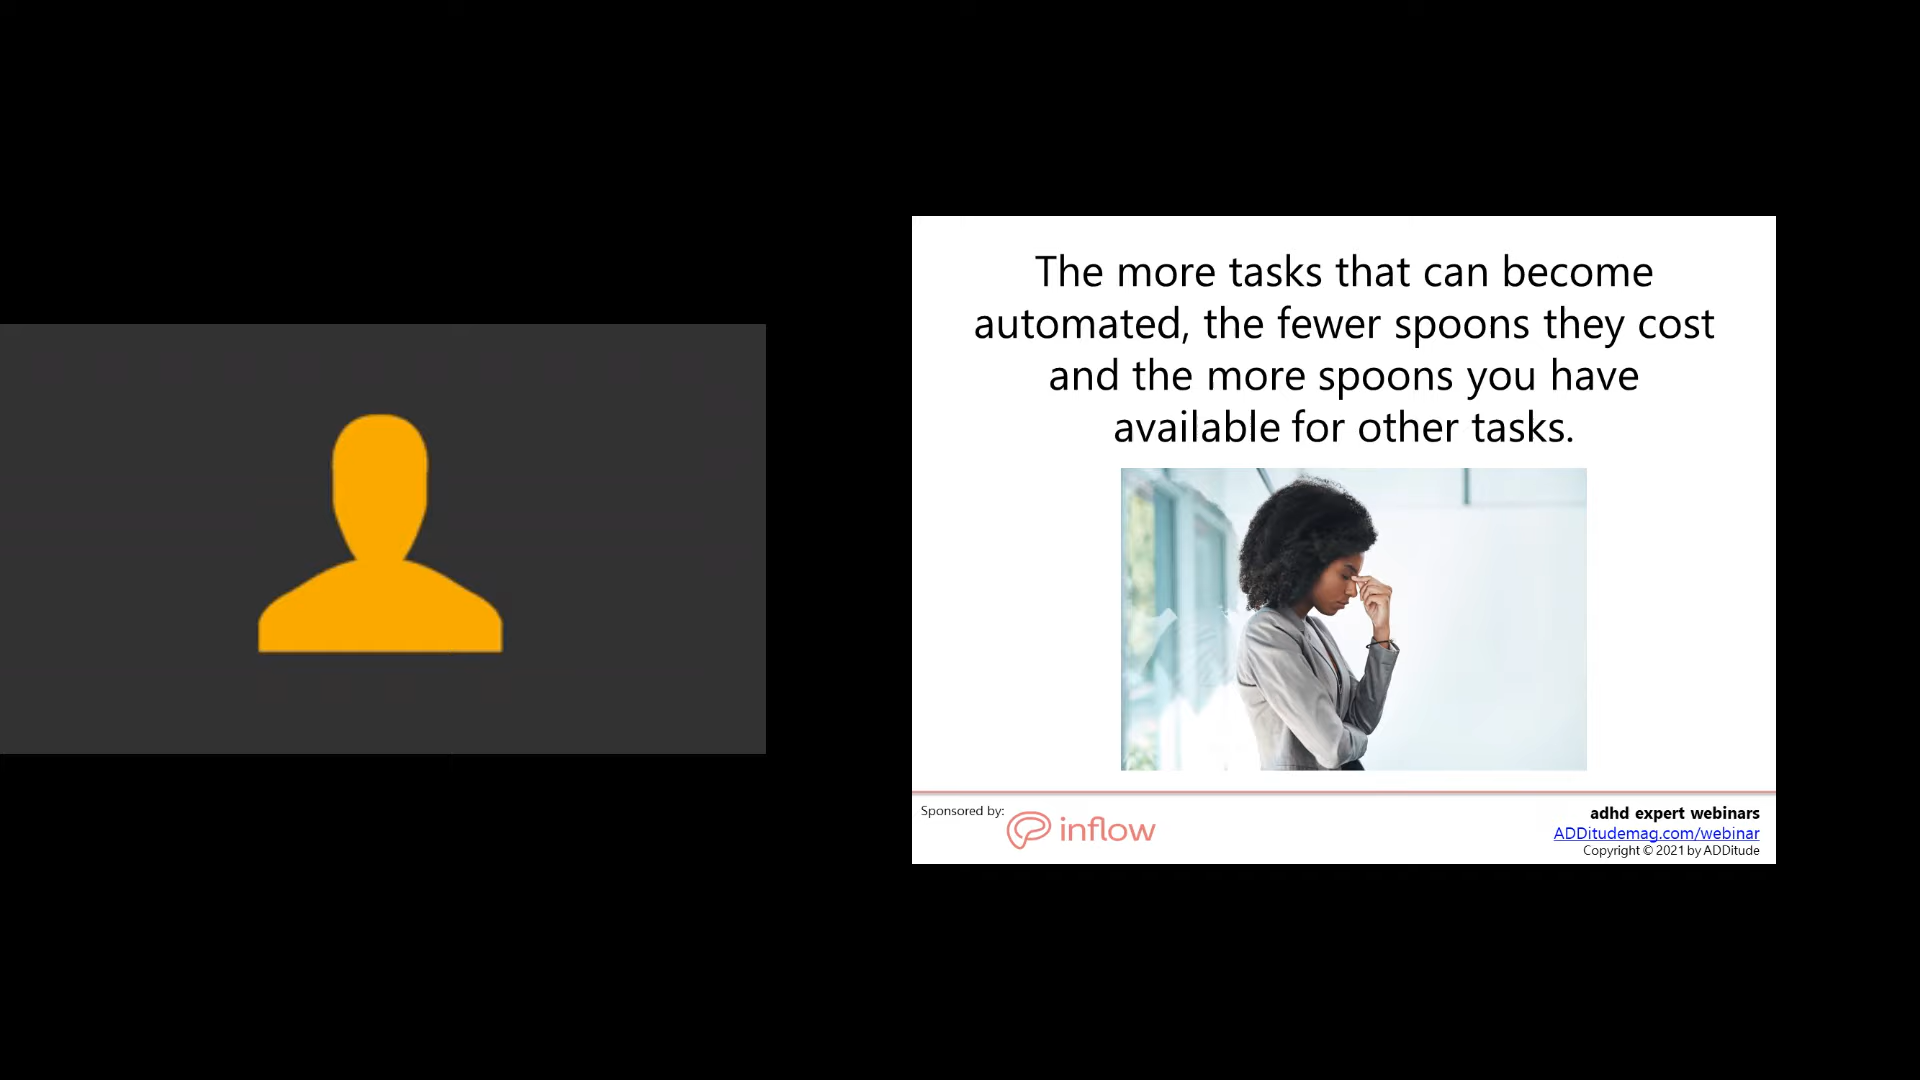 The more tasks that can become
automated, the fewer spoons they cost
and the more spoons you have
available for other tasks.
Sponsored by:
inflow
adhd expert webinars
ADDitudemag.com/webinar
Copyright © 2021 by ADDitude